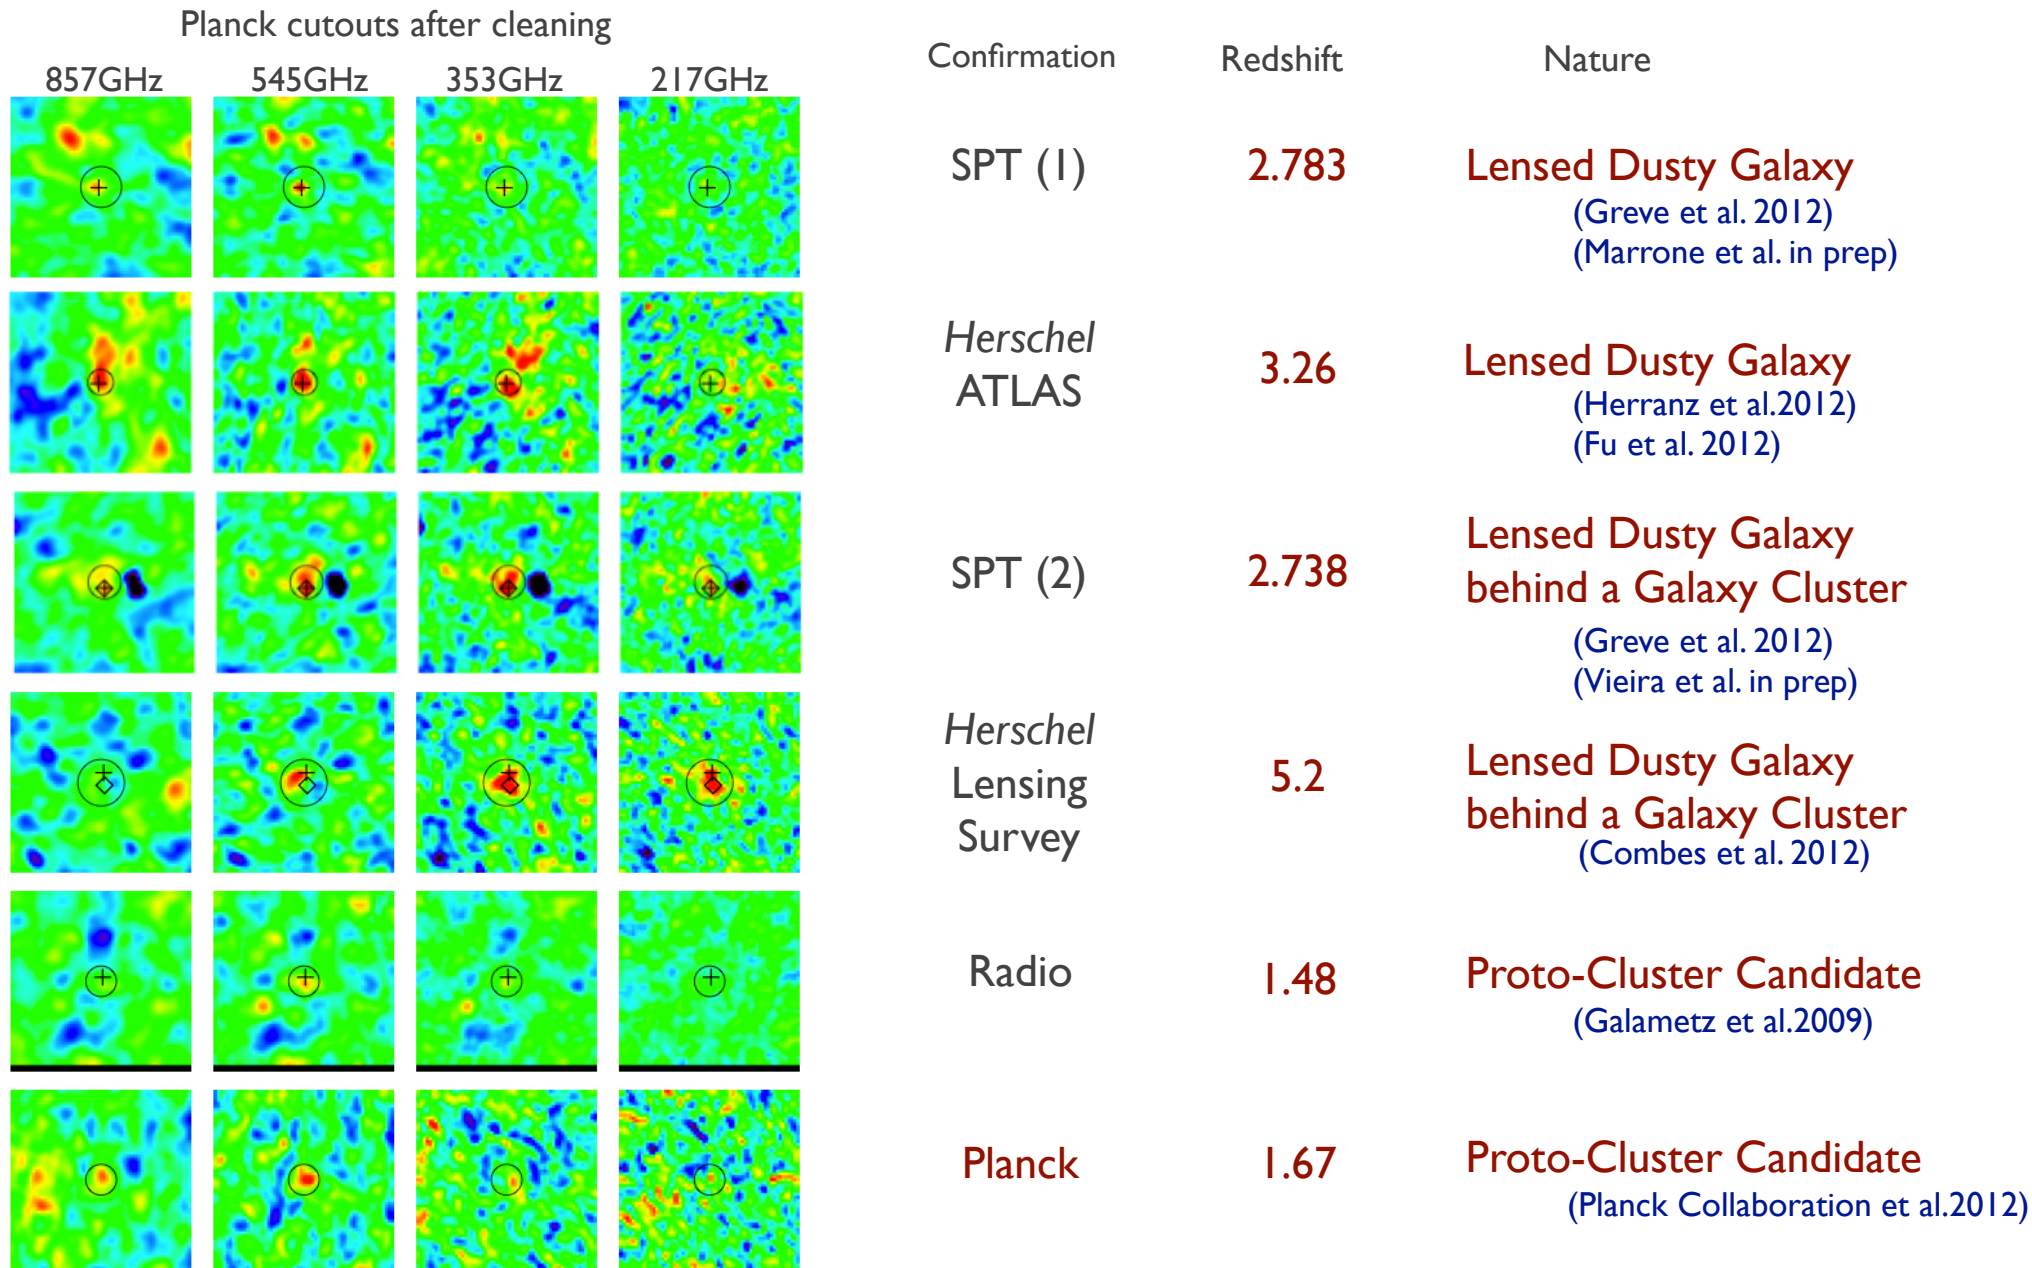 Planck cutouts after cleaning
857GHz 545GHz 353GHz 217GHz
Confirmation Redshift Nature
SPT (1) 2.783 Lensed Dusty Galaxy
(Greve et al. 2012)
(Marrone et al. in prep)
Herschel
ATLAS
3.26
Lensed Dusty Galaxy
(Herranz et al.2012)
(Fu et al. 2012)
SPT (2) 2.738
Lensed Dusty Galaxy
behind a Galaxy Cluster
(Greve et al. 2012)
(Vieira et al. in prep)
Herschel
Lensing
Survey
5.2
Lensed Dusty Galaxy
behind a Galaxy Cluster
(Combes et al. 2012)
Radio 1.48 Proto-Cluster Candidate
(Galametz et al.2009)
Planck 1.67 Proto-Cluster Candidate
(Planck Collaboration et al.2012)